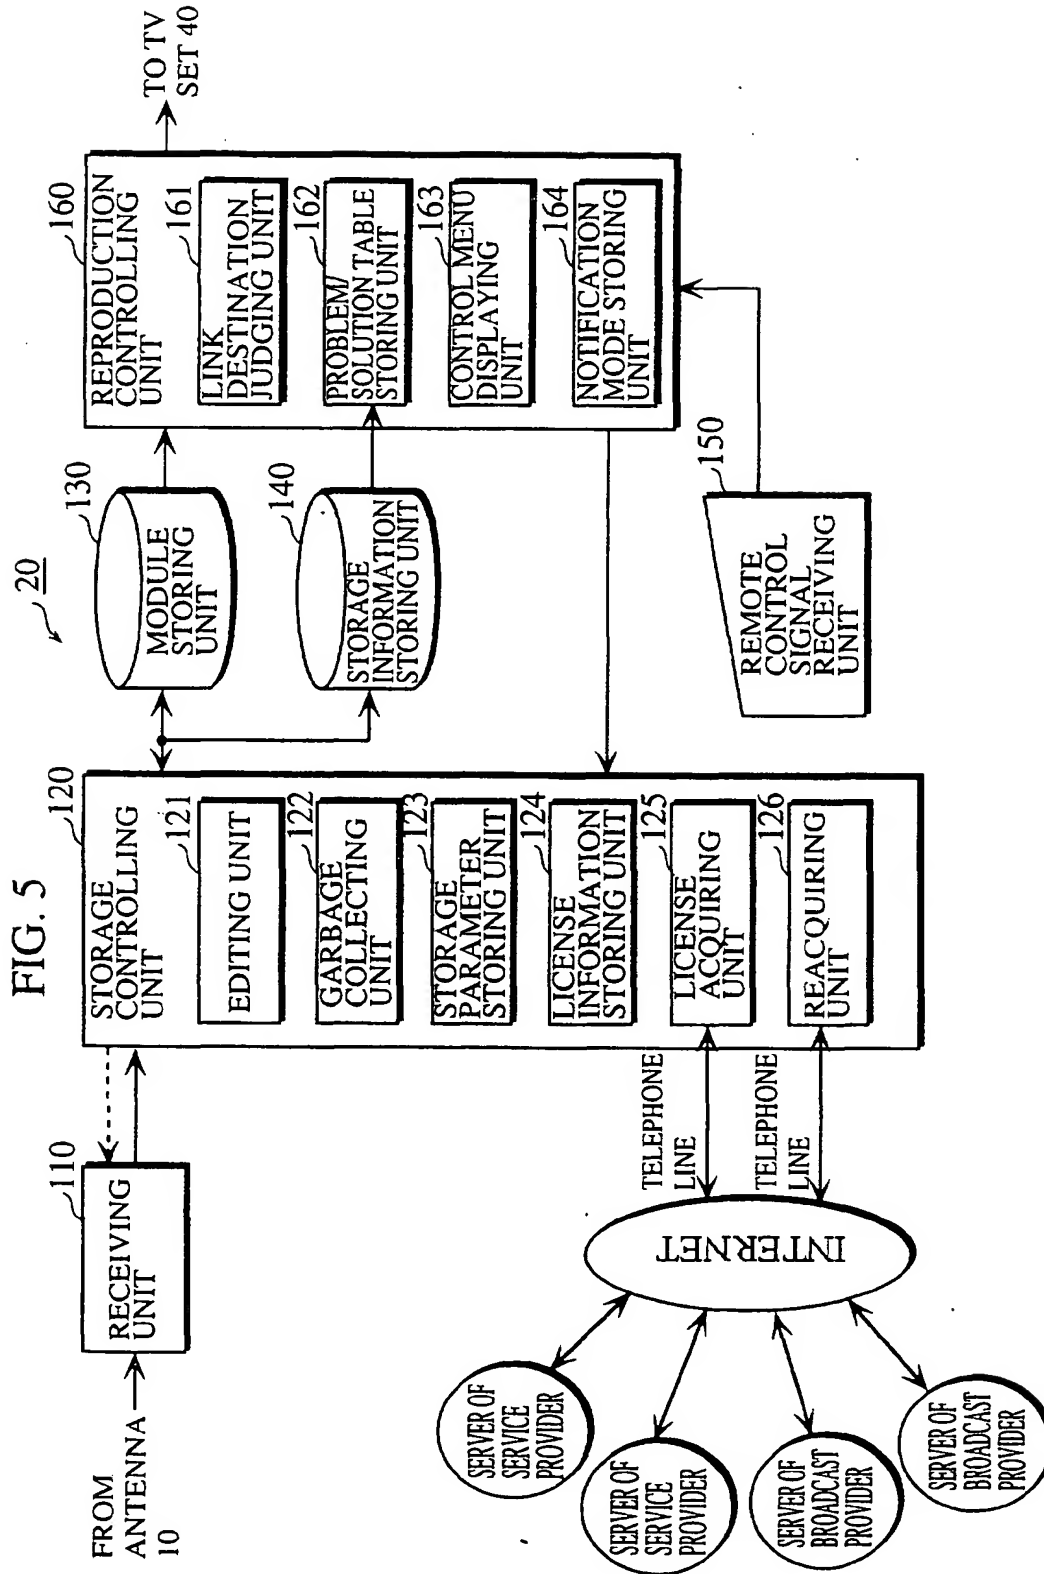 FIG. 5
20
FROM
ANTENNA
10
110
RECEIVING
UNIT
120
STORAGE
CONTROLLING
UNIT
121
EDITING UNIT
122
GARBAGE
COLLECTING
UNIT
123
STORAGE
PARAMETER
STORING UNIT
124
LICENSE
INFORMATION
STORING UNIT
125
LICENSE
ACQUIRING
UNIT
126
REACQUIRING
UNIT
TELEPHONE
LINE
TELEPHONE
LINE
INTERNET
SERVER OF
SERVICE
PROVIDER
SERVER OF
SERVICE
PROVIDER
SERVER OF
BROADCAST
PROVIDER
SERVER OF
BROADCAST
PROVIDER
130
MODULE
STORING
UNIT
140
STORAGE
INFORMATION
STORING UNIT
150
REMOTE
CONTROL
SIGNAL
RECEIVING
UNIT
160
REPRODUCTION
CONTROLLING
UNIT
161
LINK
DESTINATION
JUDGING UNIT
162
PROBLEM/
SOLUTION TABLE
STORING UNIT
163
CONTROL MENU
DISPLAYING
UNIT
164
NOTIFICATION
MODE STORING
UNIT
TO TV
SET 40